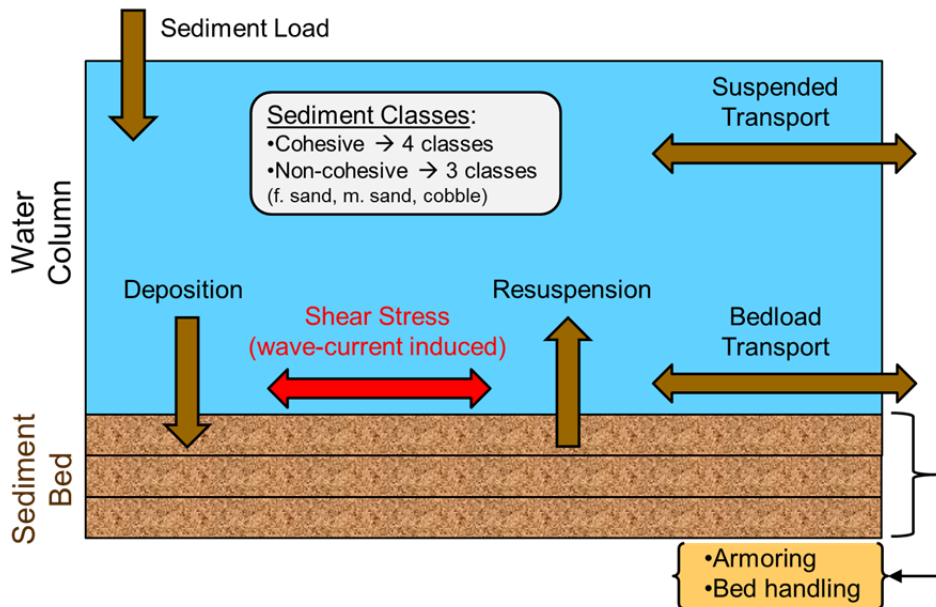 Sediment Load
Sediment Classes:
•Cohesive → 4 classes
•Non-cohesive → 3 classes
(f. sand, m. sand, cobble)
Suspended
Transport
Water
Column
Deposition
Shear Stress
(wave-current induced)
Resuspension
Bedload
Transport
Sediment
Bed
•Armoring
•Bed handling